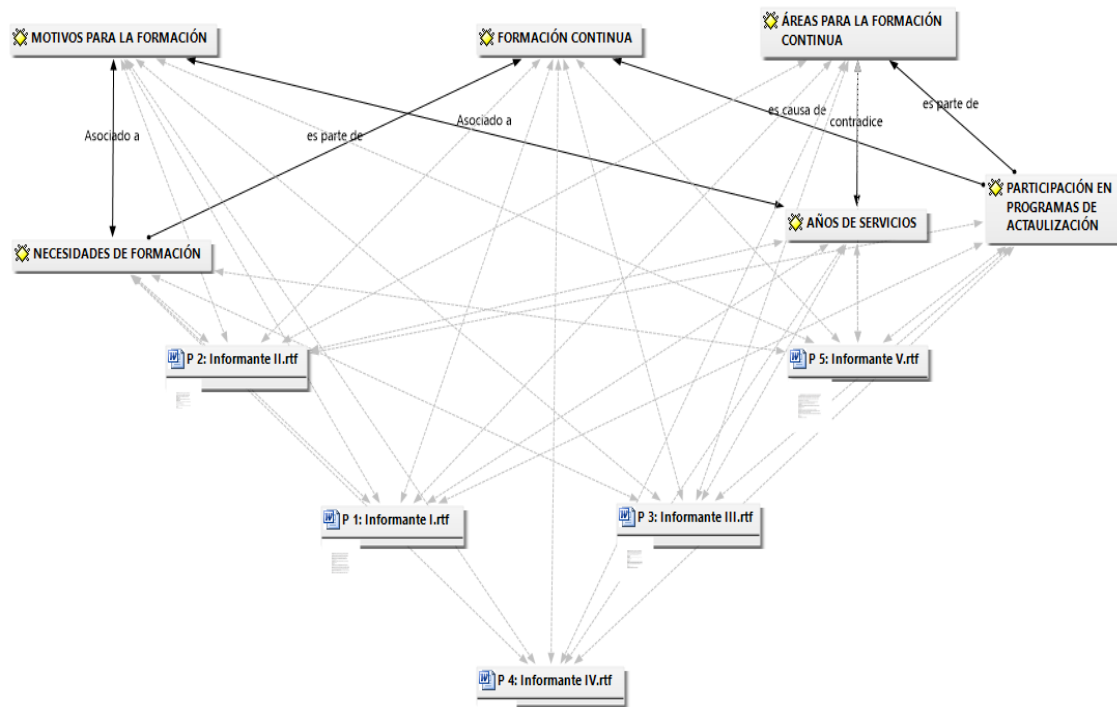 MOTIVOS PARA LA FORMACIÓN
FORMACIÓN CONTINUA
ÁREAS PARA LA FORMACIÓN
CONTINUA
Asociado a
es parte de
Asociado a
es causa de
contradice
es parte de
NECESIDADES DE FORMACIÓN
AÑOS DE SERVICIOS
PARTICIPACIÓN EN
PROGRAMAS DE
ACTAULIZACIÓN
P 2: Informante II.rtf
P 5: Informante V.rtf
P 1: Informante I.rtf
P 3: Informante III.rtf
P 4: Informante IV.rtf